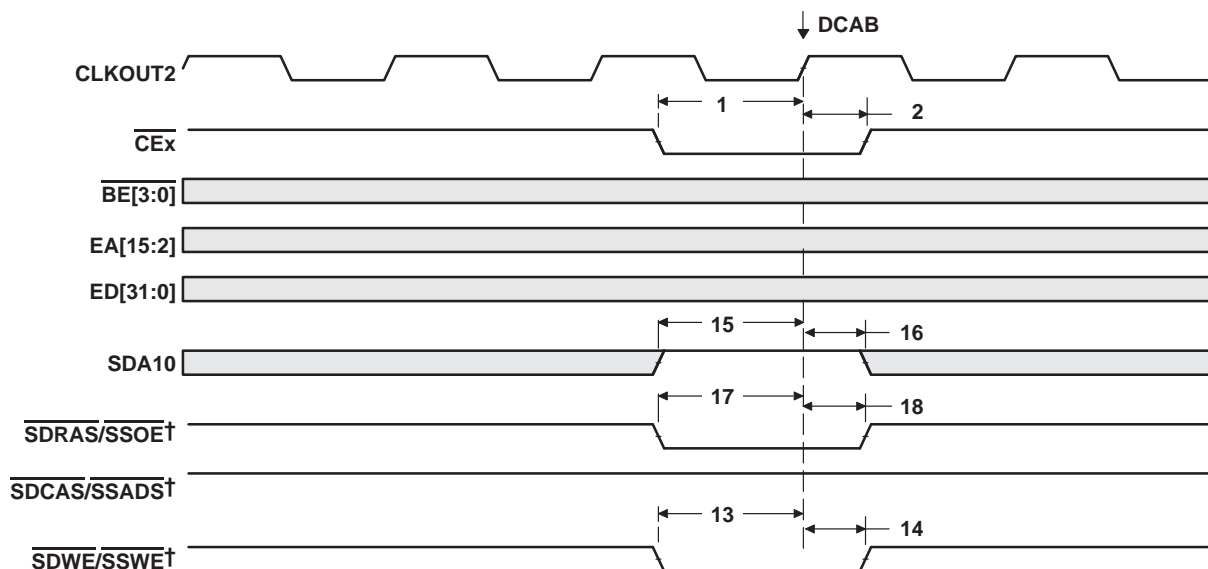 DCAB
CLKOUT2
1 2
CEx
BE[3:0]
EA[15:2]
ED[31:0]
15 16
SDA10
17 18
SDRAS/SSOE†
SDCAS/SSADS†
13 14
SDWE/SSWE†